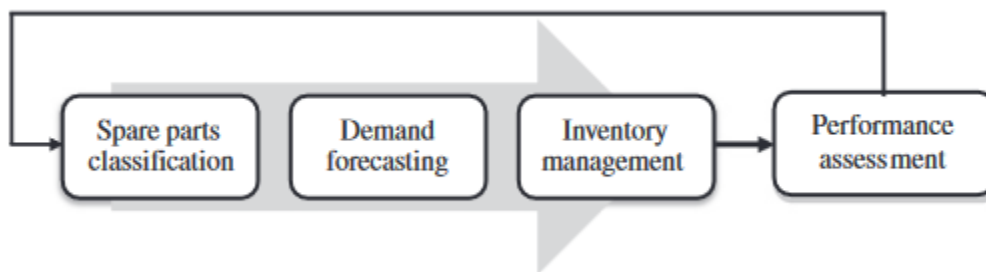 Spare parts
classification
Demand
forecasting
Inventory
management
Performance
assessment